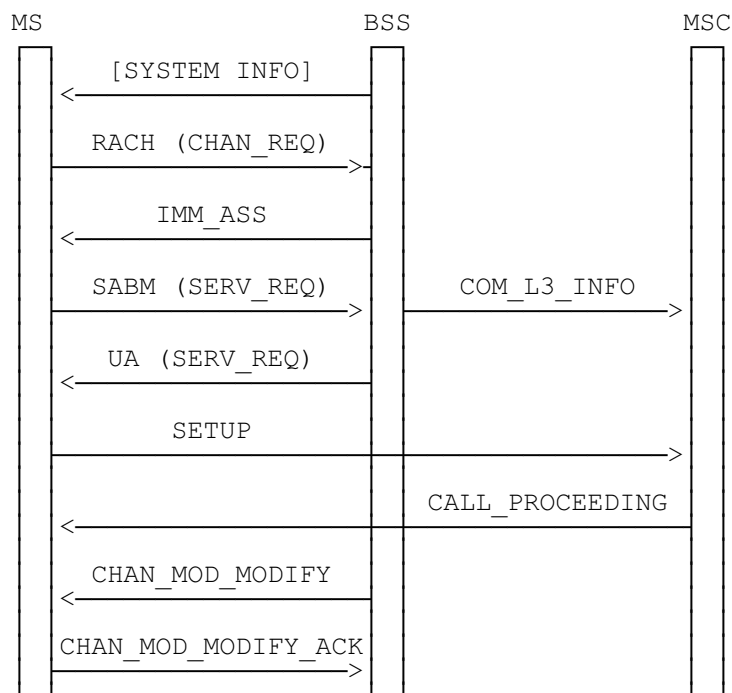 MS BSS MSC
[SYSTEM INFO]
RACH (CHAN_REQ)
IMM_ASS
SABM (SERV_REQ) COM_L3_INFO
UA (SERV_REQ)
SETUP
CALL_PROCEEDING
CHAN_MOD_MODIFY
CHAN_MOD_MODIFY_ACK